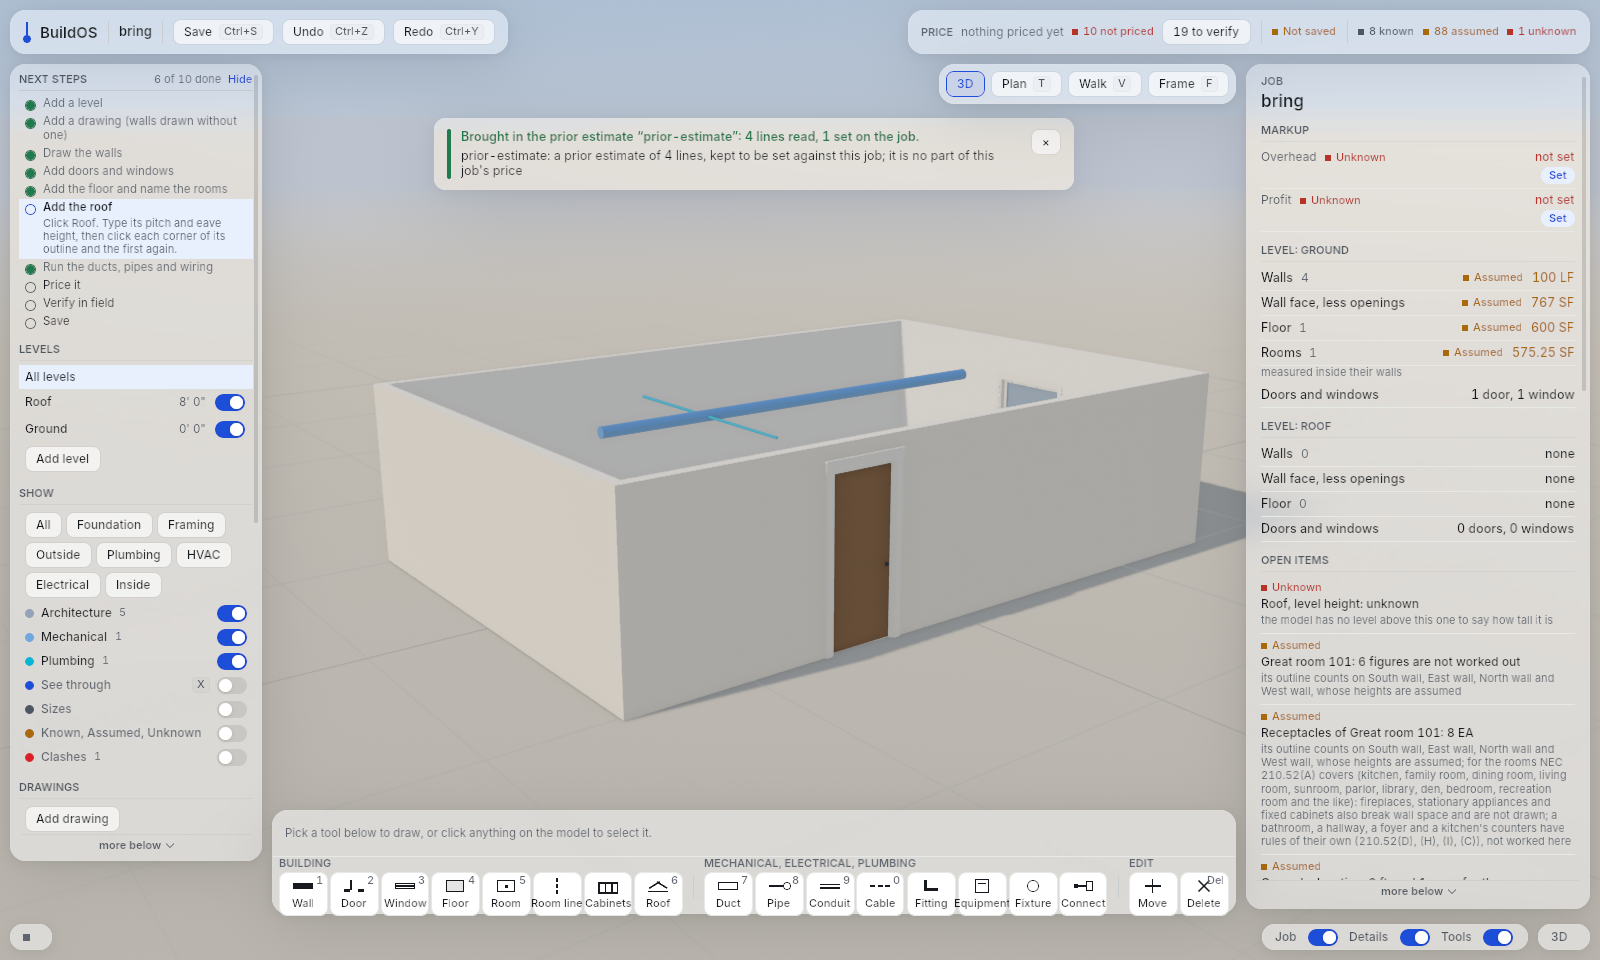 BuildOS
bring
Save Ctrl+S
Undo Ctrl+Z
Redo Ctrl+Y
PRICE nothing priced yet 10 not priced 19 to verify Not saved 8 known 88 assumed 1 unknown
NEXT STEPS 6 of 10 done Hide
Add a level
Add a drawing (walls drawn without
one)
Draw the walls
Add doors and windows
Add the floor and name the rooms
Add the roof
Click Roof. Type its pitch and eave
height, then click each corner of its
outline and the first again.
Run the ducts, pipes and wiring
Price it
Verify in field
Save
LEVELS
All levels
Roof 8' 0"
Ground 0' 0"
Add level
SHOW
All Foundation Framing
Outside Plumbing HVAC
Electrical Inside
Architecture 5
Mechanical 1
Plumbing 1
See through X
Sizes
Known, Assumed, Unknown
Clashes 1
DRAWINGS
Add drawing
more below
3D Plan T Walk V Frame F
Brought in the prior estimate “prior-estimate”: 4 lines read, 1 set on the job.
prior-estimate: a prior estimate of 4 lines, kept to be set against this job; it is no part of this
job's price
×
Pick a tool below to draw, or click anything on the model to select it.
BUILDING
1 Wall
2 Door
3 Window
4 Floor
5 Room
Room line
Cabinets
6 Roof
MECHANICAL, ELECTRICAL, PLUMBING
7 Duct
8 Pipe
9 Conduit
0 Cable
Fitting
Equipment
Fixture
Connect
EDIT
Move
Del Delete
JOB
bring
MARKUP
Overhead Unknown not set
Set
Profit Unknown not set
Set
LEVEL: GROUND
Walls 4 Assumed 100 LF
Wall face, less openings Assumed 767 SF
Floor 1 Assumed 600 SF
Rooms 1 Assumed 575.25 SF
measured inside their walls
Doors and windows 1 door, 1 window
LEVEL: ROOF
Walls 0 none
Wall face, less openings none
Floor 0 none
Doors and windows 0 doors, 0 windows
OPEN ITEMS
Unknown
Roof, level height: unknown
the model has no level above this one to say how tall it is
Assumed
Great room 101: 6 figures are not worked out
its outline counts on South wall, East wall, North wall and
West wall, whose heights are assumed
Assumed
Receptacles of Great room 101: 8 EA
its outline counts on South wall, East wall, North wall and
West wall, whose heights are assumed; for the rooms NEC
210.52(A) covers (kitchen, family room, dining room, living
room, sunroom, parlor, library, den, bedroom, recreation
room and the like): fireplaces, stationary appliances and
fixed cabinets also break wall space and are not drawn; a
bathroom, a hallway, a foyer and a kitchen's counters have
rules of their own (210.52(D), (H), (I), (C)), not worked here
Assumed
more below
Job Details Tools 3D